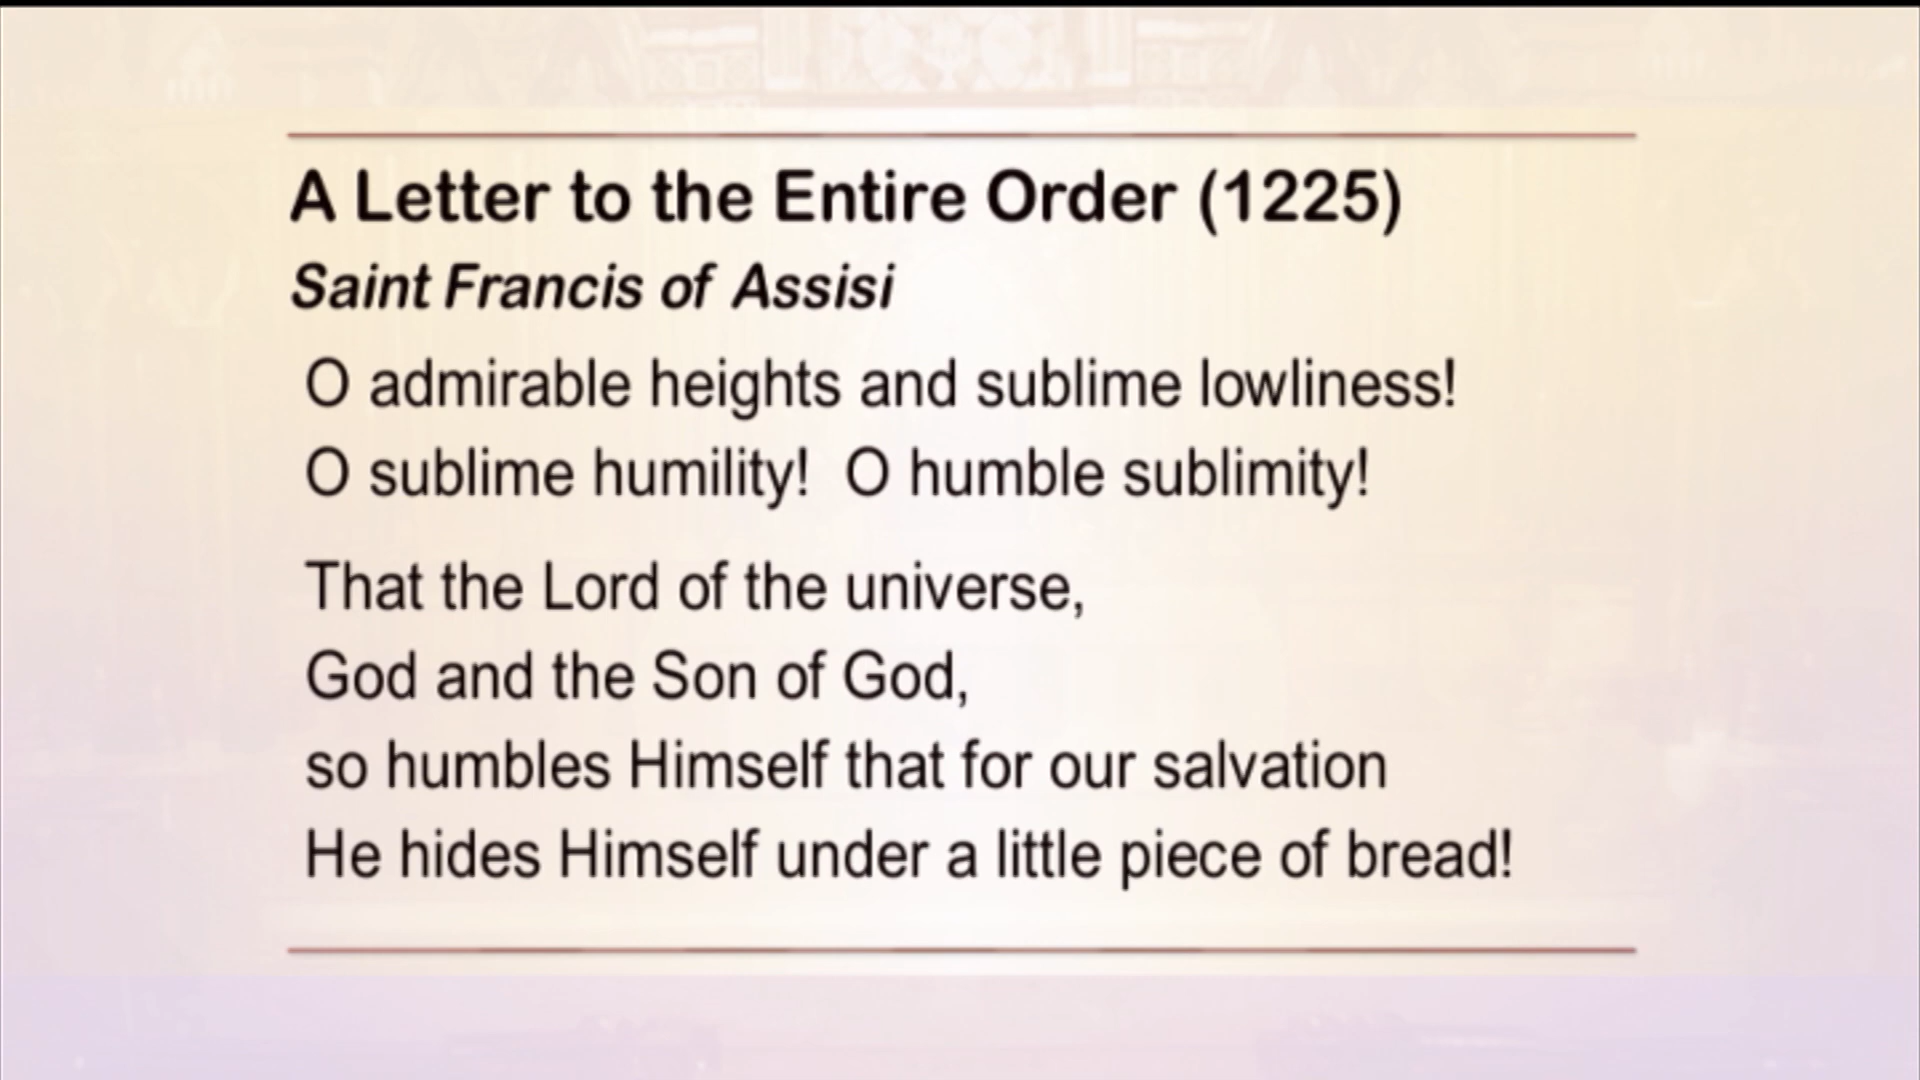 A Letter to the Entire Order (1225)
Saint Francis of Assisi
O admirable heights and sublime lowliness!
O sublime humility!  O humble sublimity!
That the Lord of the universe,
God and the Son of God,
so humbles Himself that for our salvation
He hides Himself under a little piece of bread!